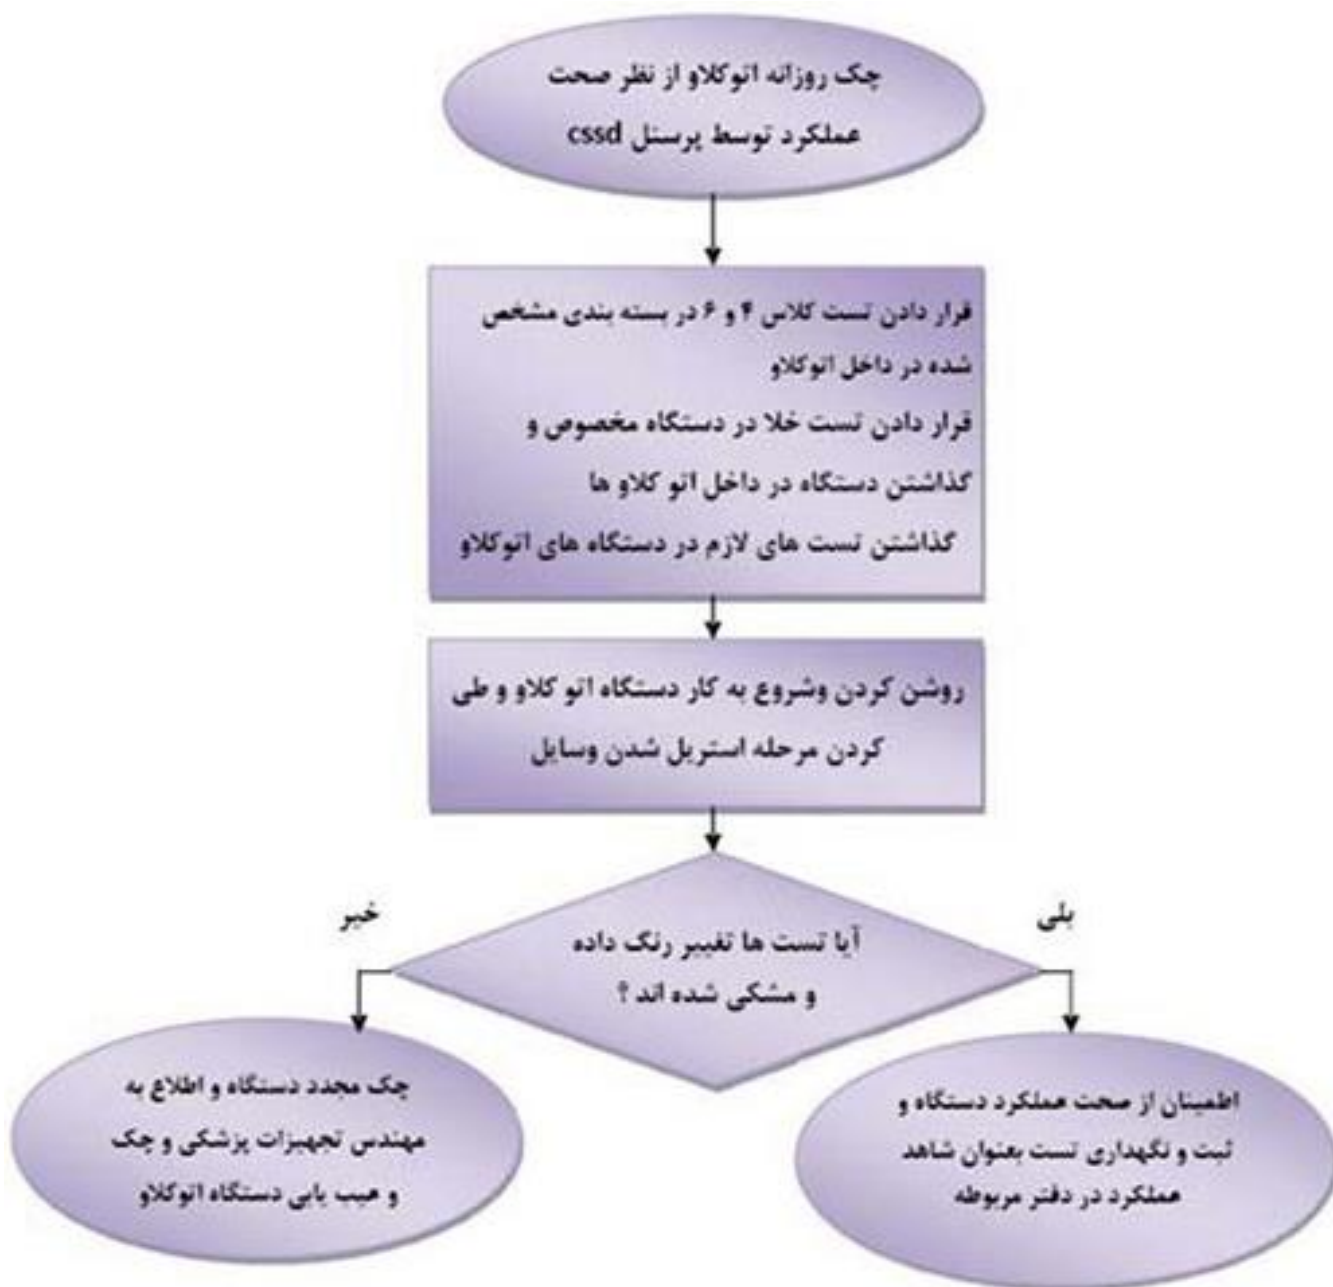 چک روزانه اتوکلاو از نظر صحت
عملکرد توسط پرسنل cssd
قرار دادن تست کلاس ۴ و ۶ در بسته بندی مشخص
شده در داخل اتوکلاو
قرار دادن تست خلا در دستگاه مخصوص و
گذاشتن دستگاه در داخل اتو کلاو ها
گذاشتن تست های لازم در دستگاه های اتوکلاو
روشن کردن وشروع به کار دستگاه اتو کلاو و طی
کردن مرحله استریل شدن وسایل
آیا تست ها تغییر رنگ داده
و مشکی شده اند ؟
بلی
خیر
اطمینان از صحت عملکرد دستگاه و
ثبت و نگهداری تست بعنوان شاهد
عملکرد در دفتر مربوطه
چک مجدد دستگاه و اطلاع به
مهندس تجهیزات پزشکی و چک
و عیب یابی دستگاه اتوکلاو